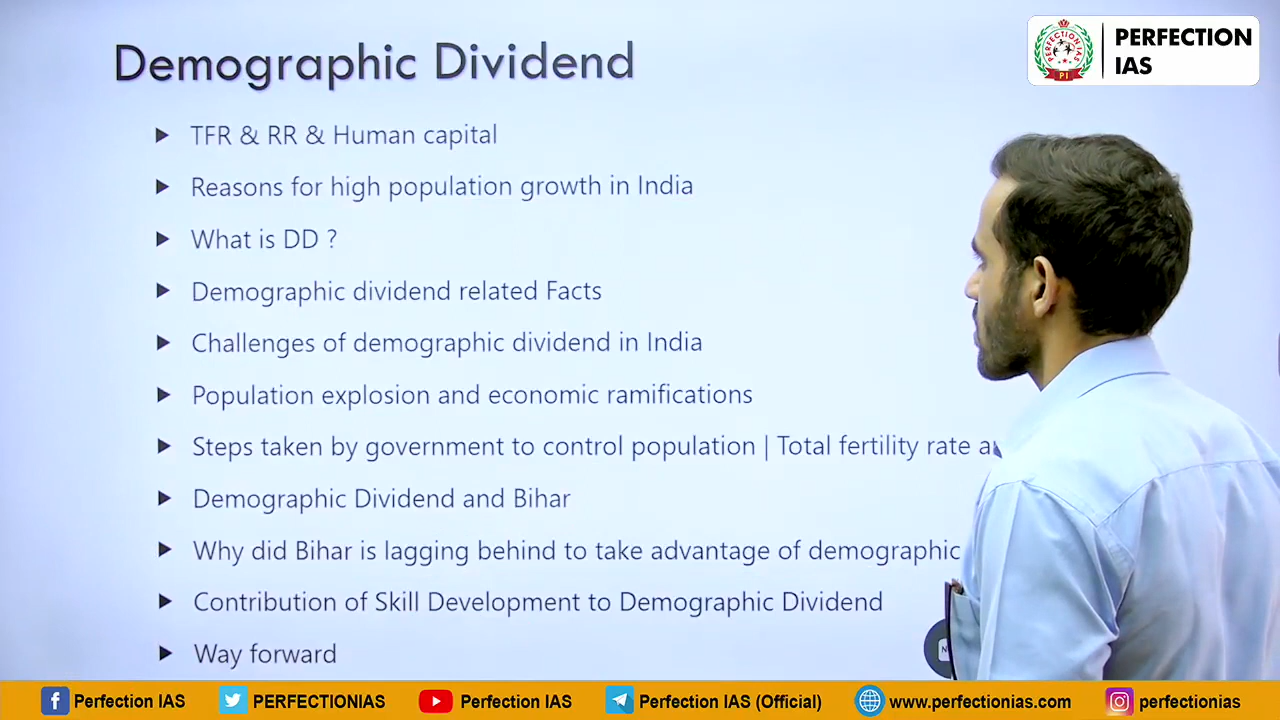 Demographic Dividend
PERFECTION
IAS
PERFECTION IAS
PI
TFR & RR & Human capital
Reasons for high population growth in India
What is DD ?
Demographic dividend related Facts
Challenges of demographic dividend in India
Population explosion and economic ramifications
Steps taken by government to control population | Total fertility rate
Demographic Dividend and Bihar
Why did Bihar is lagging behind to take advantage of demographic
Contribution of Skill Development to Demographic Dividend
Way forward
Perfection IAS PERFECTIONIAS Perfection IAS Perfection IAS (Official) www.perfectionias.com perfectionias